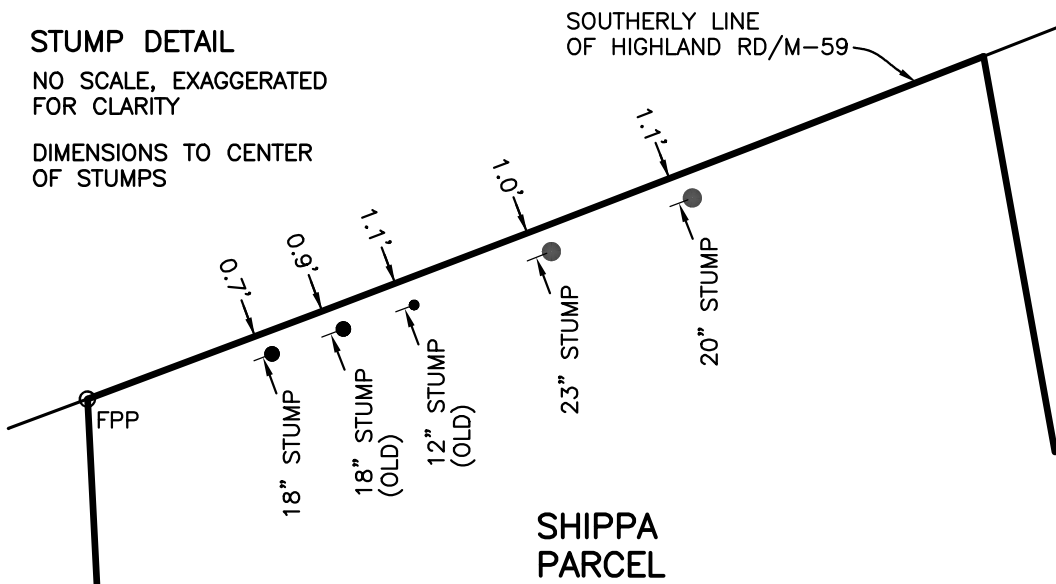 STUMP DETAIL
NO SCALE, EXAGGERATED
FOR CLARITY
DIMENSIONS TO CENTER
OF STUMPS
SOUTHERLY LINE
OF HIGHLAND RD/M-59
0.7'
0.9'
1.1'
1.0'
1.1'
FPP
18" STUMP
18" STUMP
(OLD)
12" STUMP
(OLD)
23" STUMP
20" STUMP
SHIPPA
PARCEL